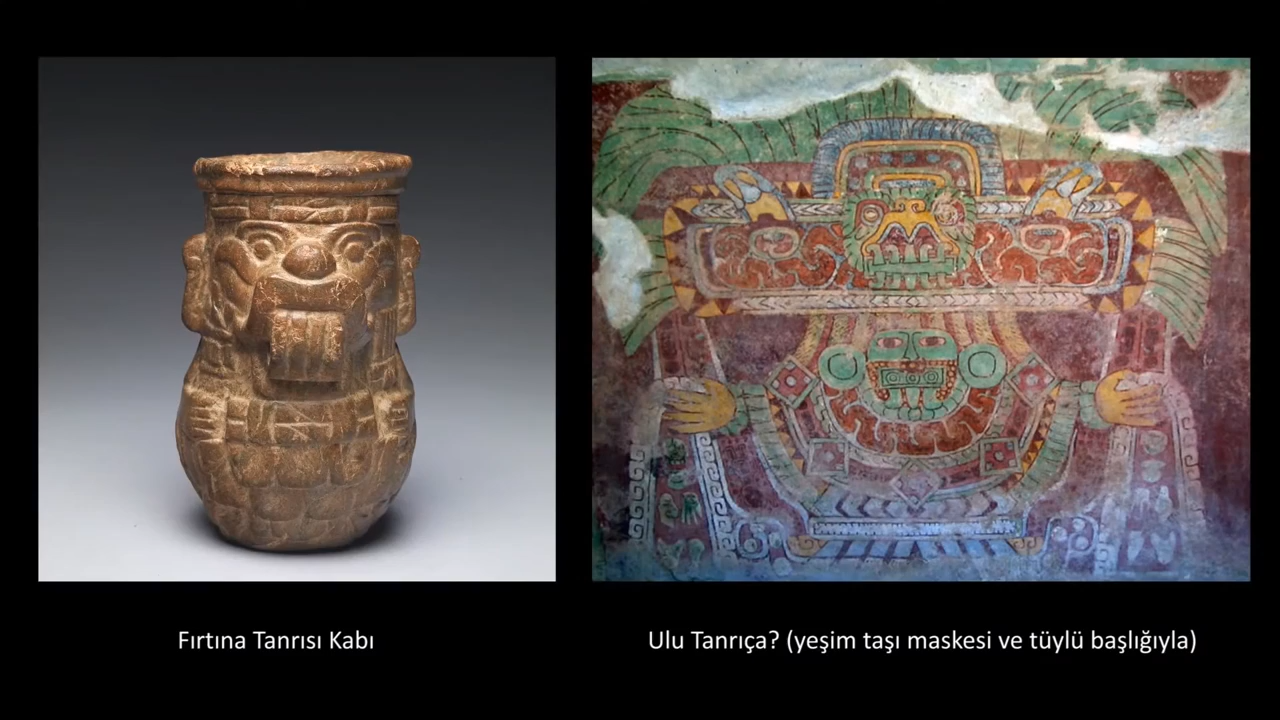 Fırtına Tanrısı Kabı
Ulu Tanrıça? (yeşim taşı maskesi ve tüylü başlığıyla)